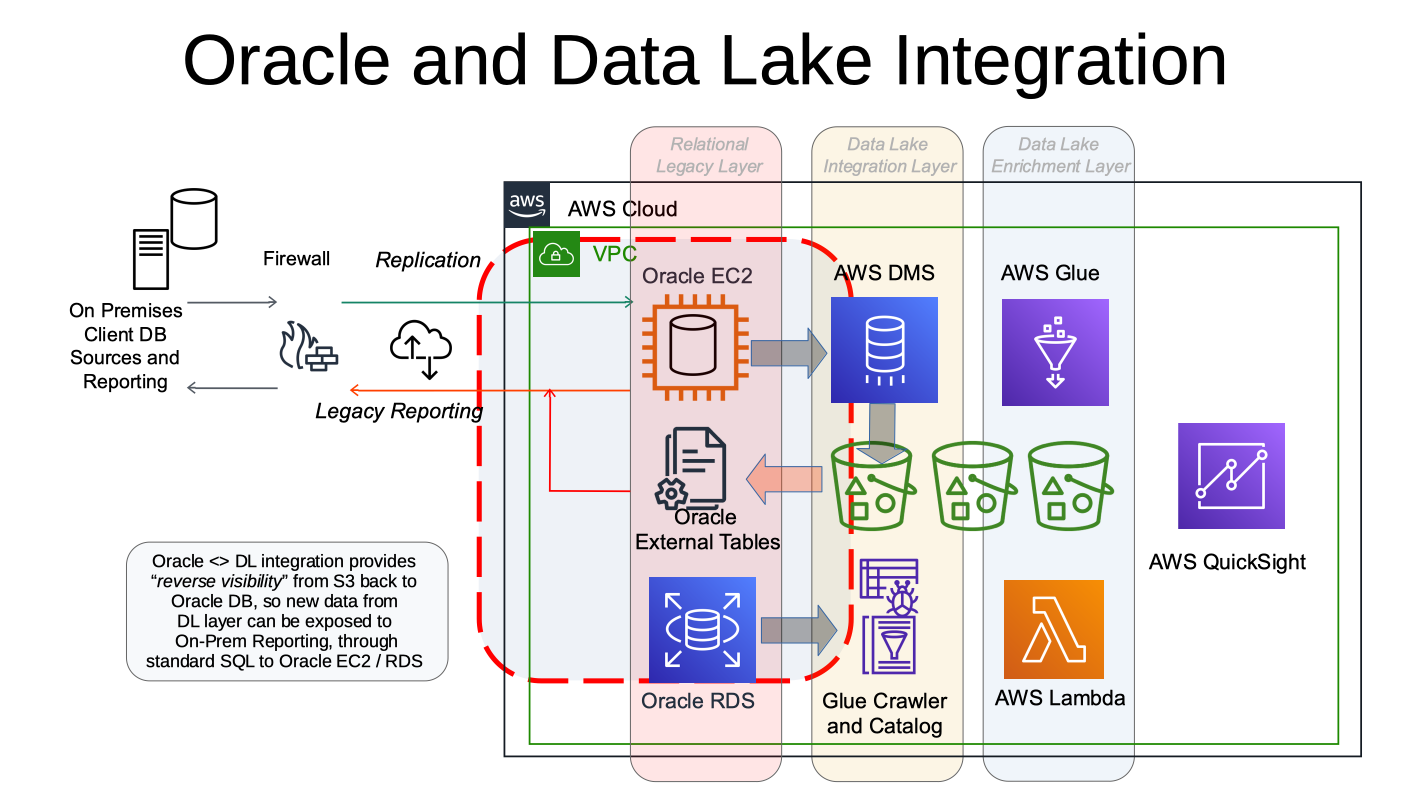 Oracle and Data Lake Integration
Relational
Legacy Layer
Data Lake
Integration Layer
Data Lake
Enrichment Layer
aws
AWS Cloud
VPC
Firewall
Replication
Oracle EC2
AWS DMS
AWS Glue
On Premises
Client DB
Sources and
Reporting
Legacy Reporting
Oracle
External Tables
AWS QuickSight
Oracle <> DL integration provides
“reverse visibility” from S3 back to
Oracle DB, so new data from
DL layer can be exposed to
On-Prem Reporting, through
standard SQL to Oracle EC2 / RDS
Oracle RDS
Glue Crawler
and Catalog
AWS Lambda